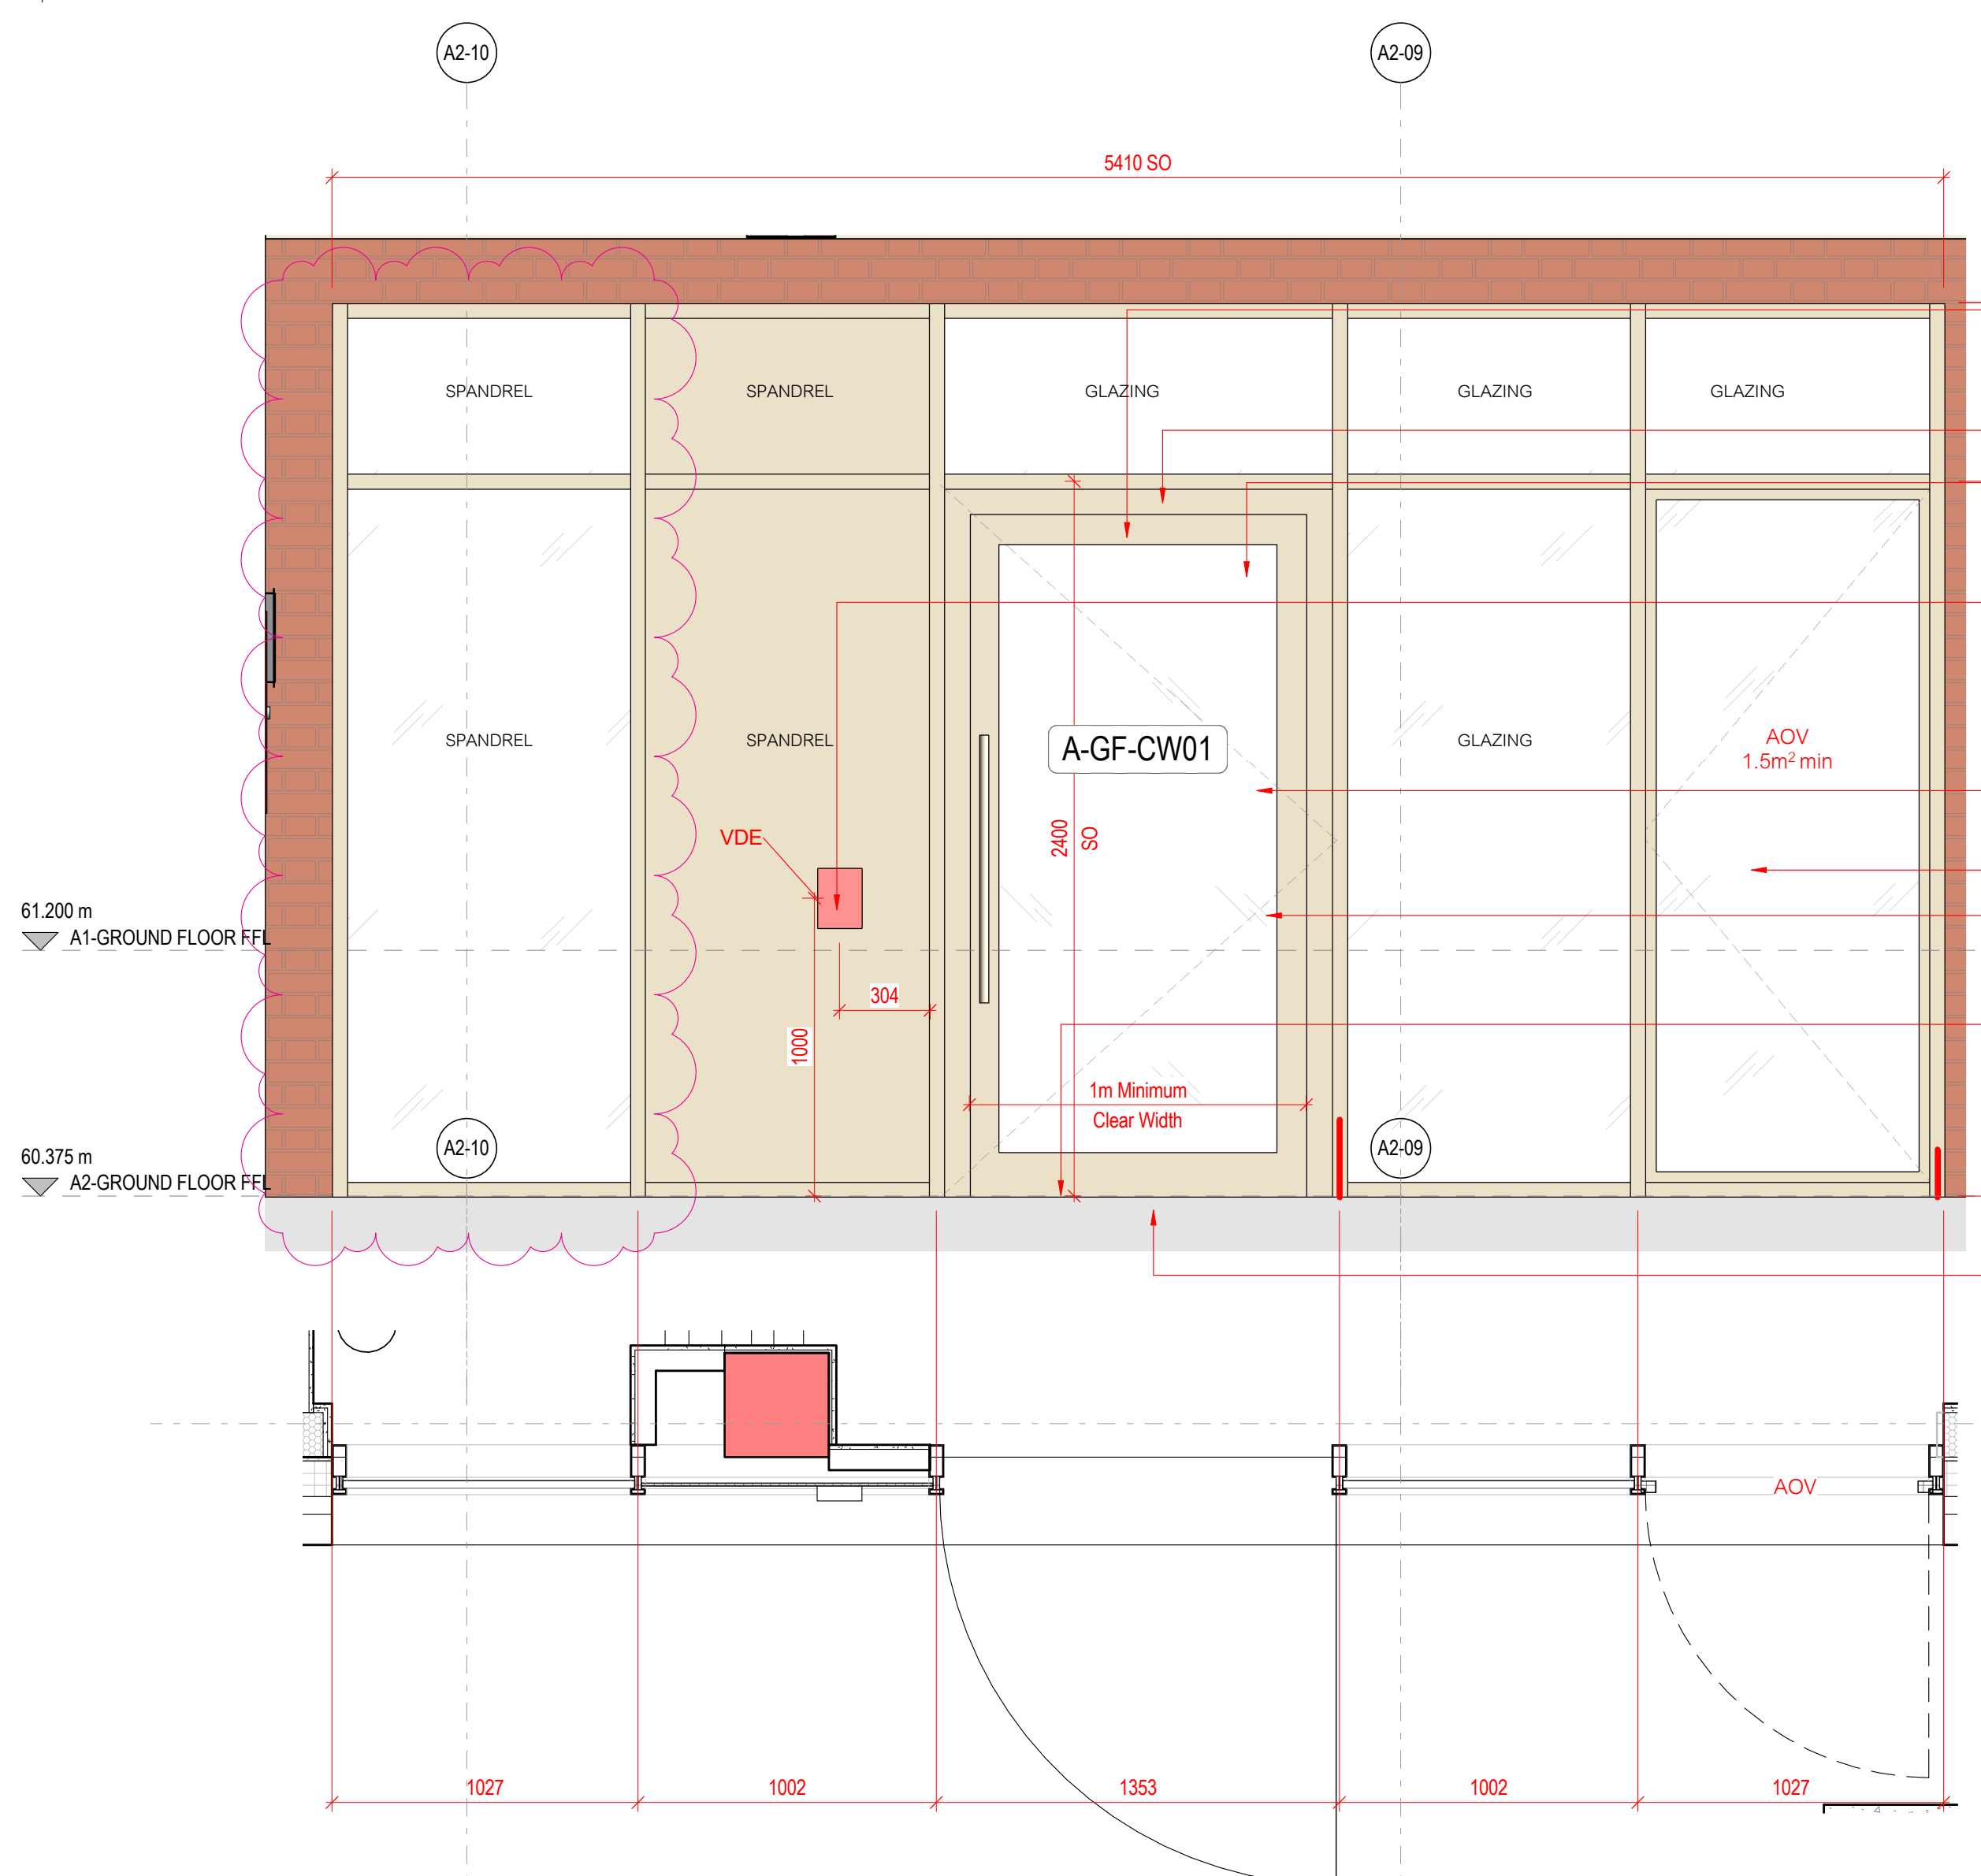 A2-10
A2-09
5410 SO
SPANDREL
SPANDREL
GLAZING
GLAZING
GLAZING
SPANDREL
SPANDREL
A-GF-CW01
GLAZING
AOV
1.5m² min
VDE
2400
SO
61.200 m
A1-GROUND FLOOR FFL
304
1000
1m Minimum
Clear Width
A2-10
A2-09
60.375 m
A2-GROUND FLOOR FFL
AOV
1027
1002
1353
1002
1027